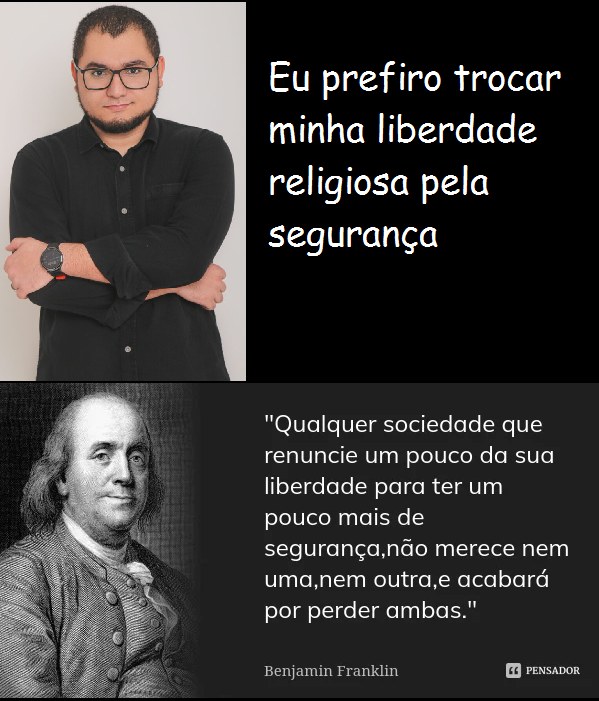 Eu prefiro trocar
minha liberdade
religiosa pela
segurança
"Qualquer sociedade que
renuncie um pouco da sua
liberdade para ter um
pouco mais de
segurança,não merece nem
uma,nem outra,e acabará
por perder ambas."
Benjamin Franklin
PENSADOR